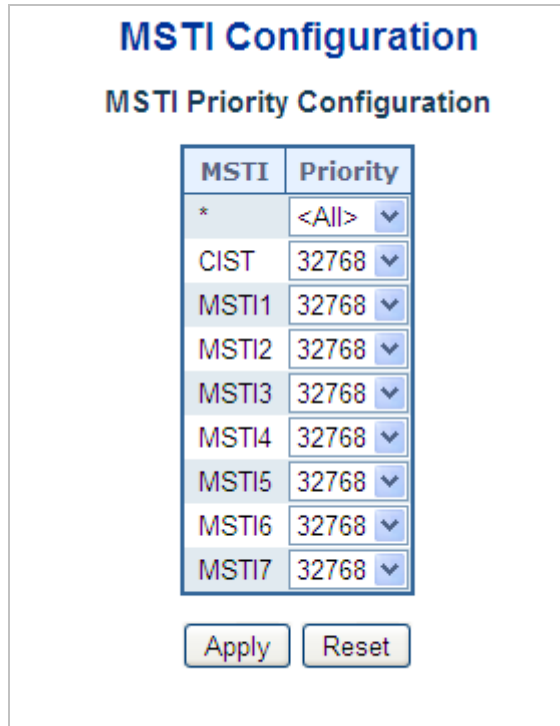 MSTI Configuration
MSTI Priority Configuration
MSTI Priority
* <All>
CIST 32768
MSTI1 32768
MSTI2 32768
MSTI3 32768
MSTI4 32768
MSTI5 32768
MSTI6 32768
MSTI7 32768
Apply Reset